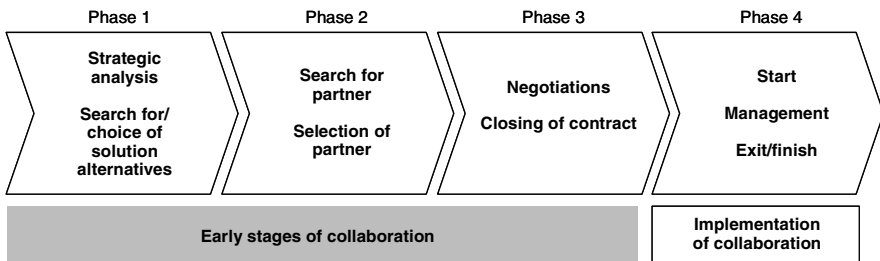 Phase 1
Phase 2
Phase 3
Phase 4
Strategic
analysis
Search for/
choice of
solution
alternatives
Search for
partner
Selection of
partner
Negotiations
Closing of contract
Start
Management
Exit/finish
Early stages of collaboration
Implementation
of collaboration